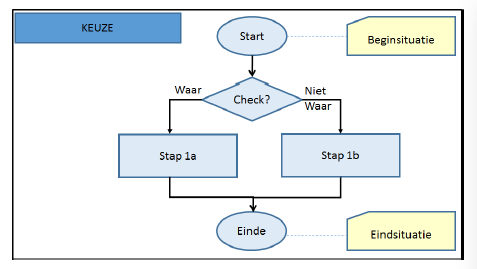 KEUZE
Start
Beginsituatie
Waar
Check?
Niet
Waar
Stap 1a
Stap 1b
Einde
Eindsituatie